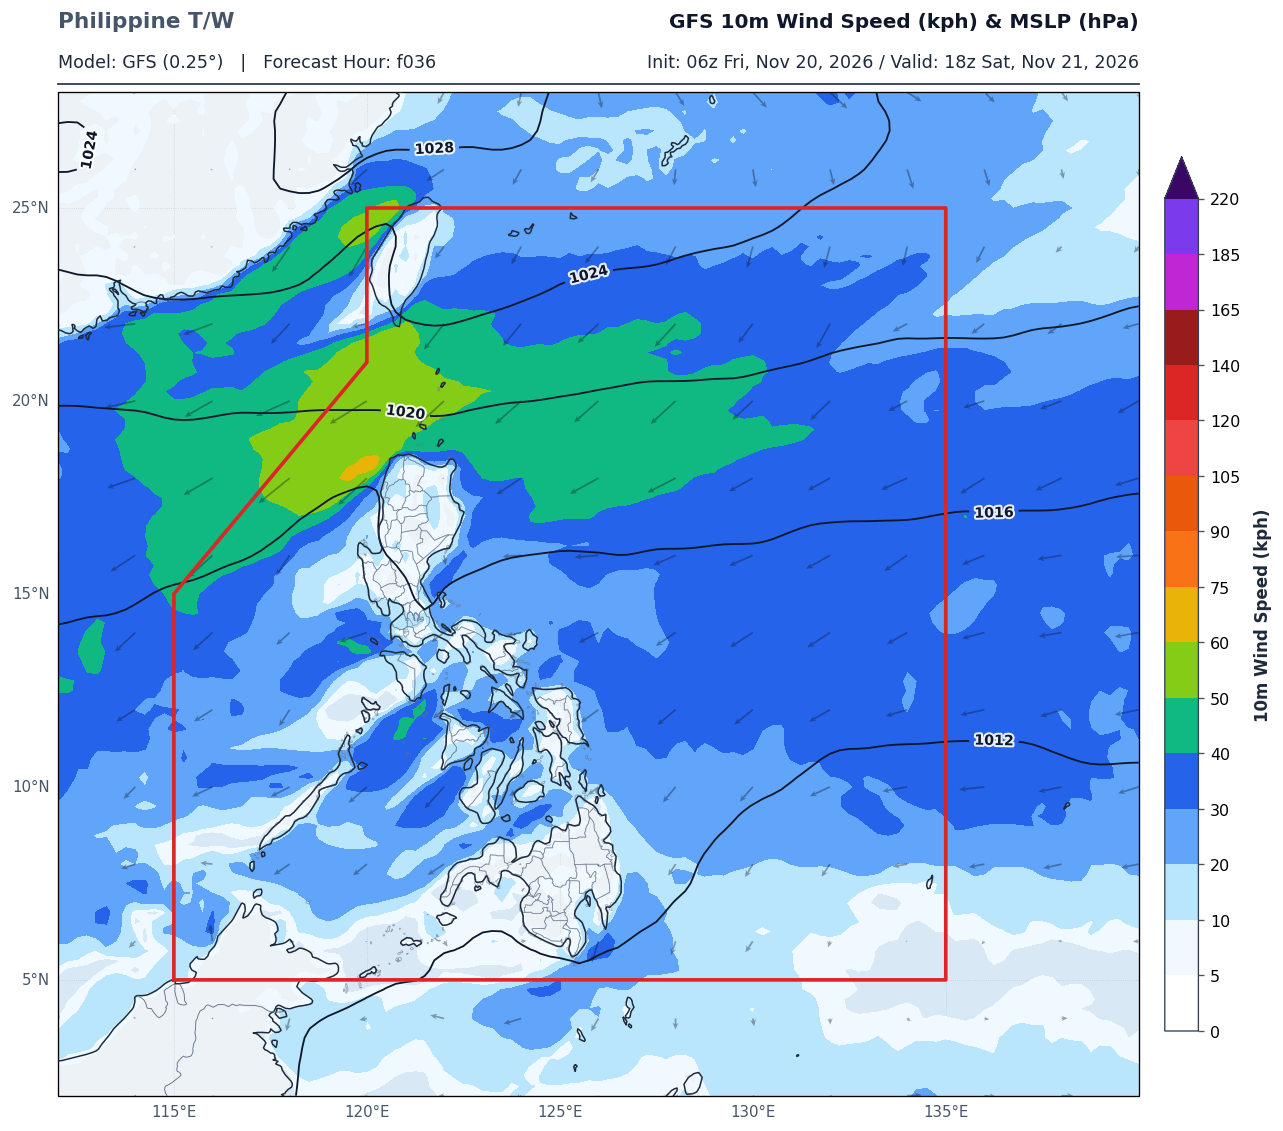 Philippine T/W
GFS 10m Wind Speed (kph) & MSLP (hPa)
Model: GFS (0.25°) | Forecast Hour: f036
Init: 06z Fri, Nov 20, 2026 / Valid: 18z Sat, Nov 21, 2026
1024
1028
1024
1020
1016
1012
25°N
20°N
15°N
10°N
5°N
115°E
120°E
125°E
130°E
135°E
220
185
165
140
120
105
90
75
60
50
40
30
20
10
5
0
10m Wind Speed (kph)